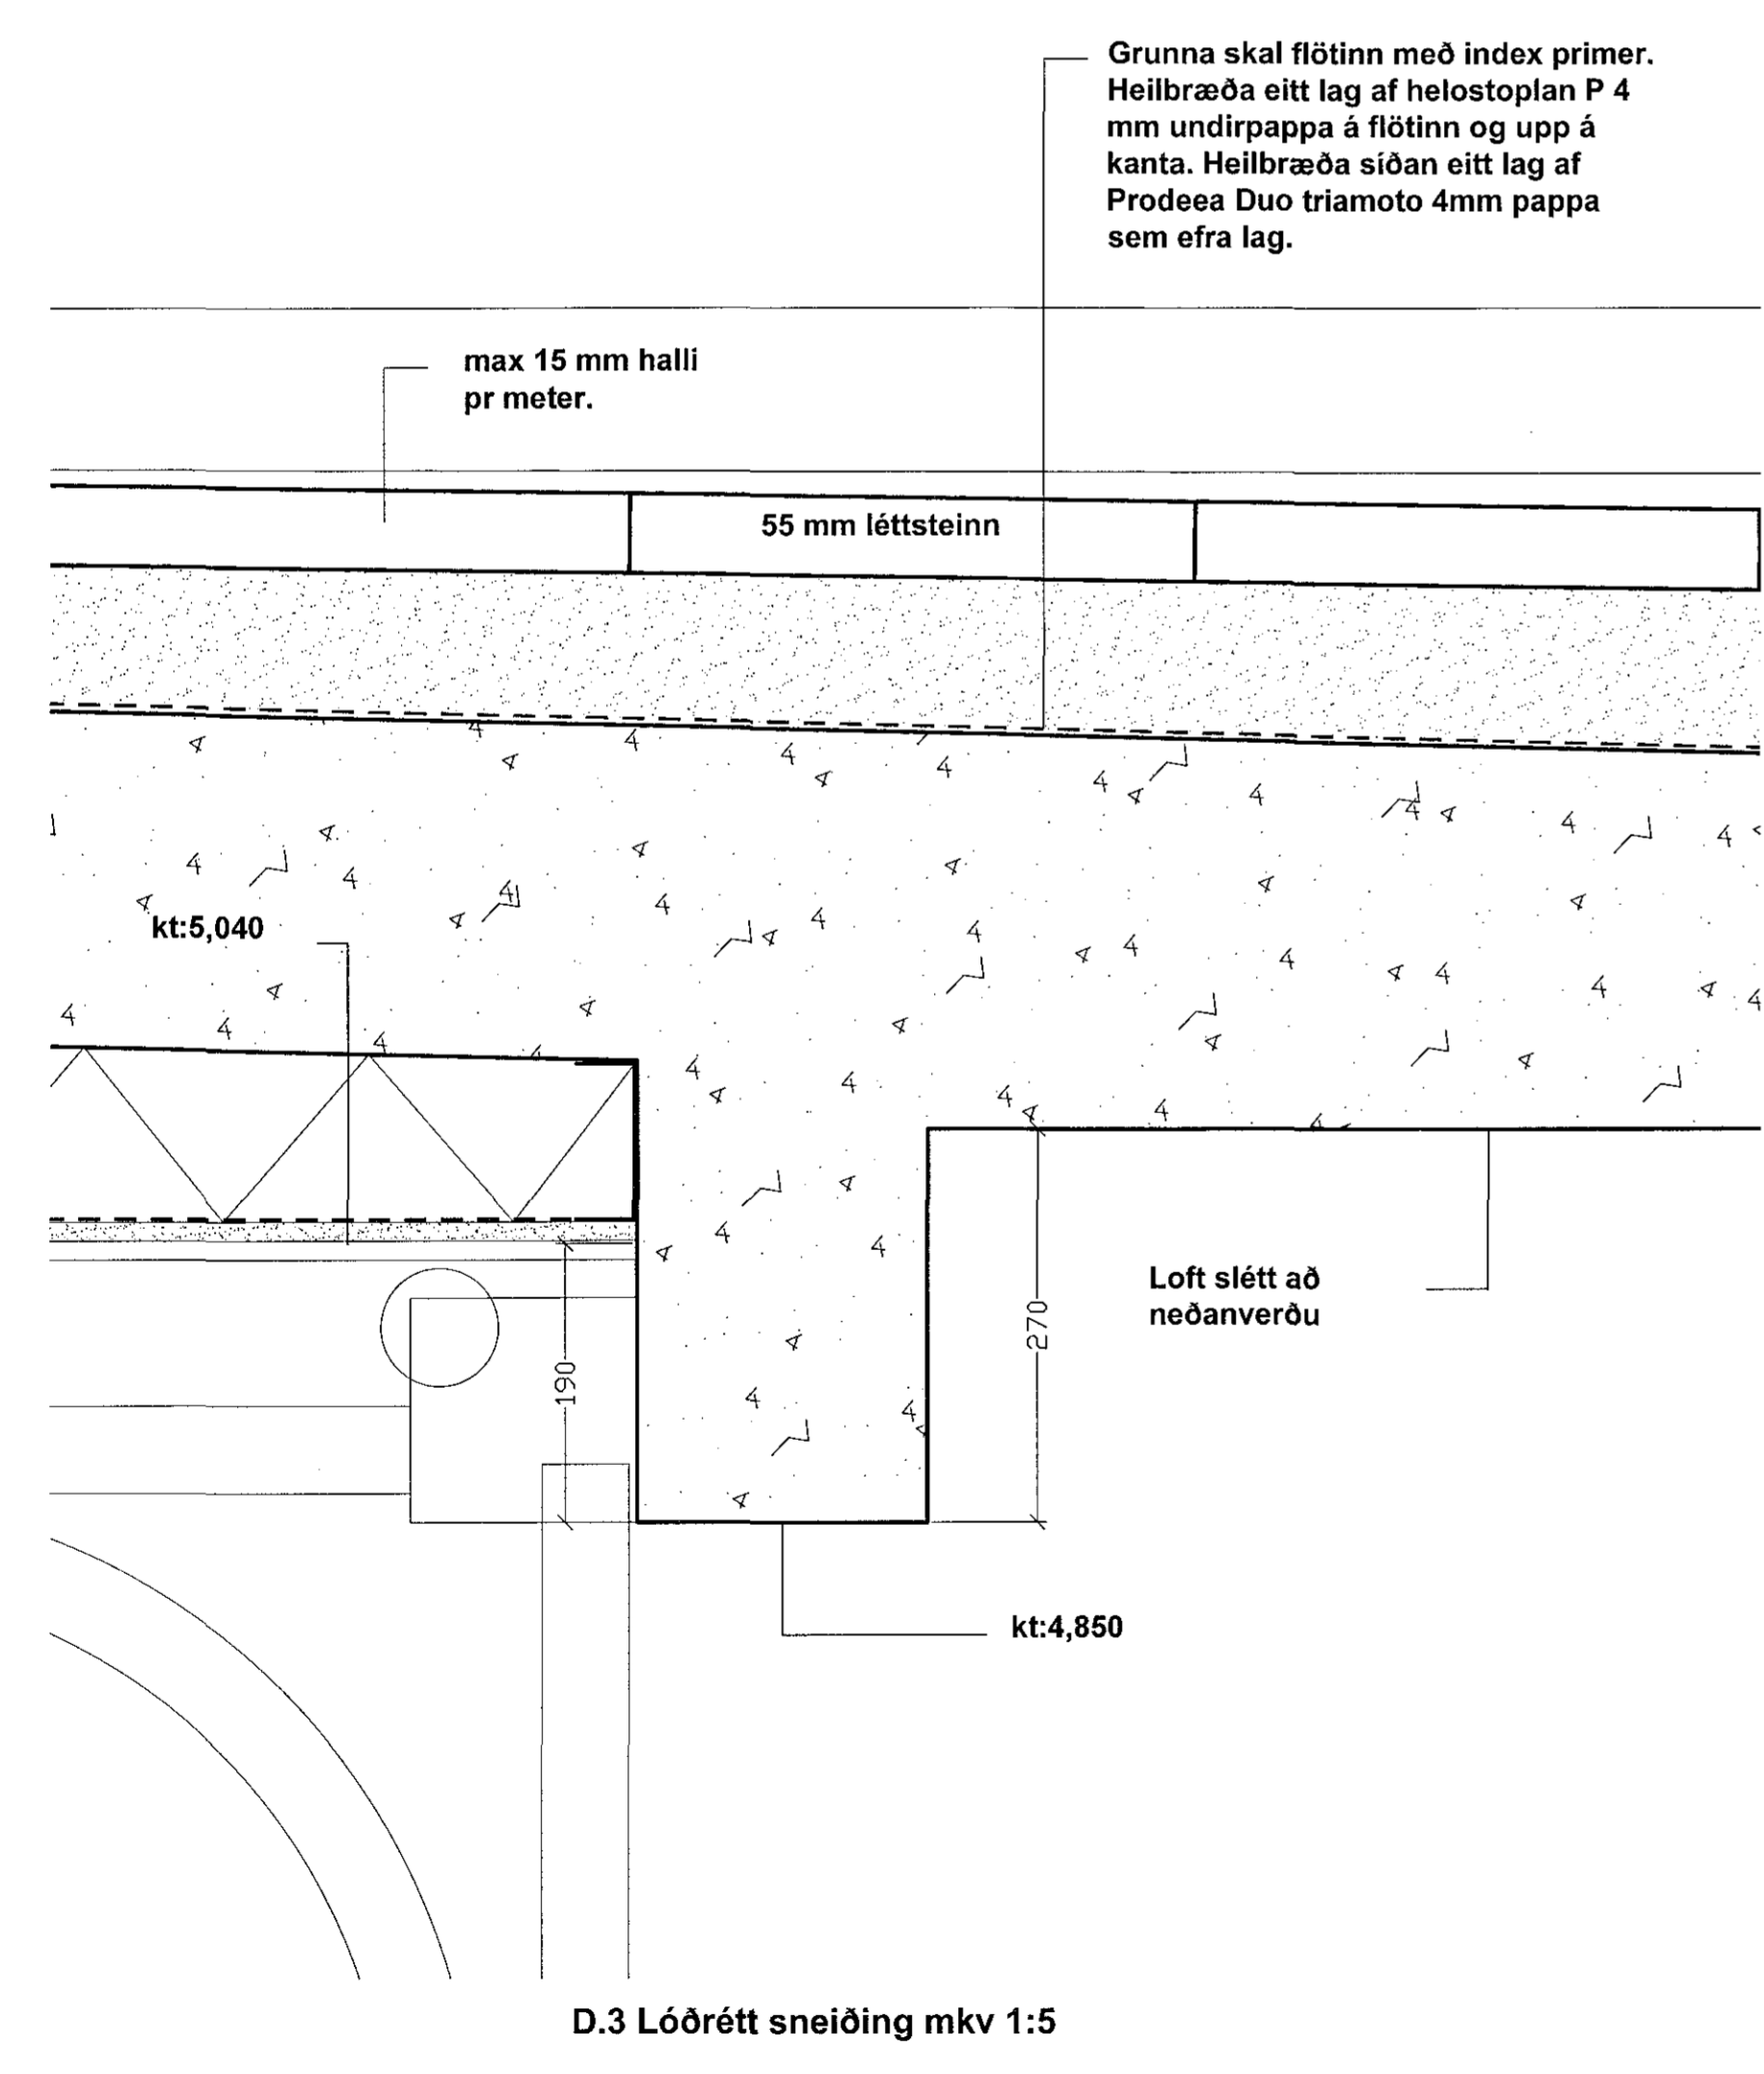 Grunna skal flötinn með index primer.
Heilbræða eitt lag af helostoplan P 4
mm undirpappa á flötinn og upp á
kanta. Heilbræða síðan eitt lag af
Prodeea Duo triamoto 4mm pappa
sem efra lag.
max 15 mm halli
pr meter.
55 mm léttsteinn
kt:5,040
Loft slétt að
neðanverðu
270
190
kt:4,850
D.3 Lóðrétt sneiðing mkv 1:5